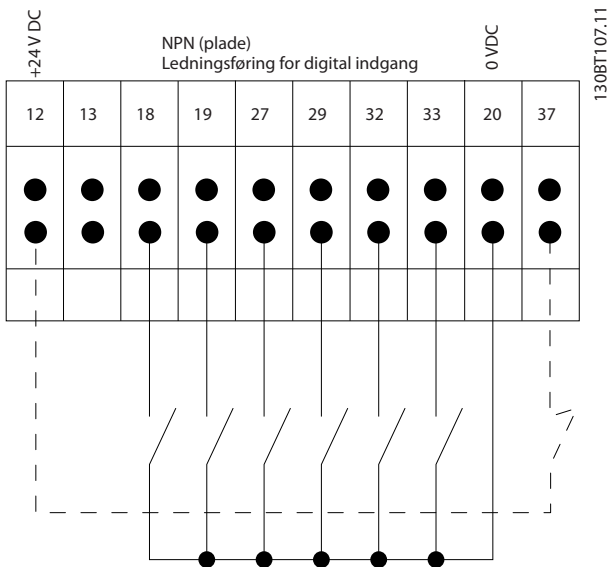 +24 V DC
NPN (plade)
Ledningsføring for digital indgang
0 VDC
130BT107.11
12 13 18 19 27 29 32 33 20 37